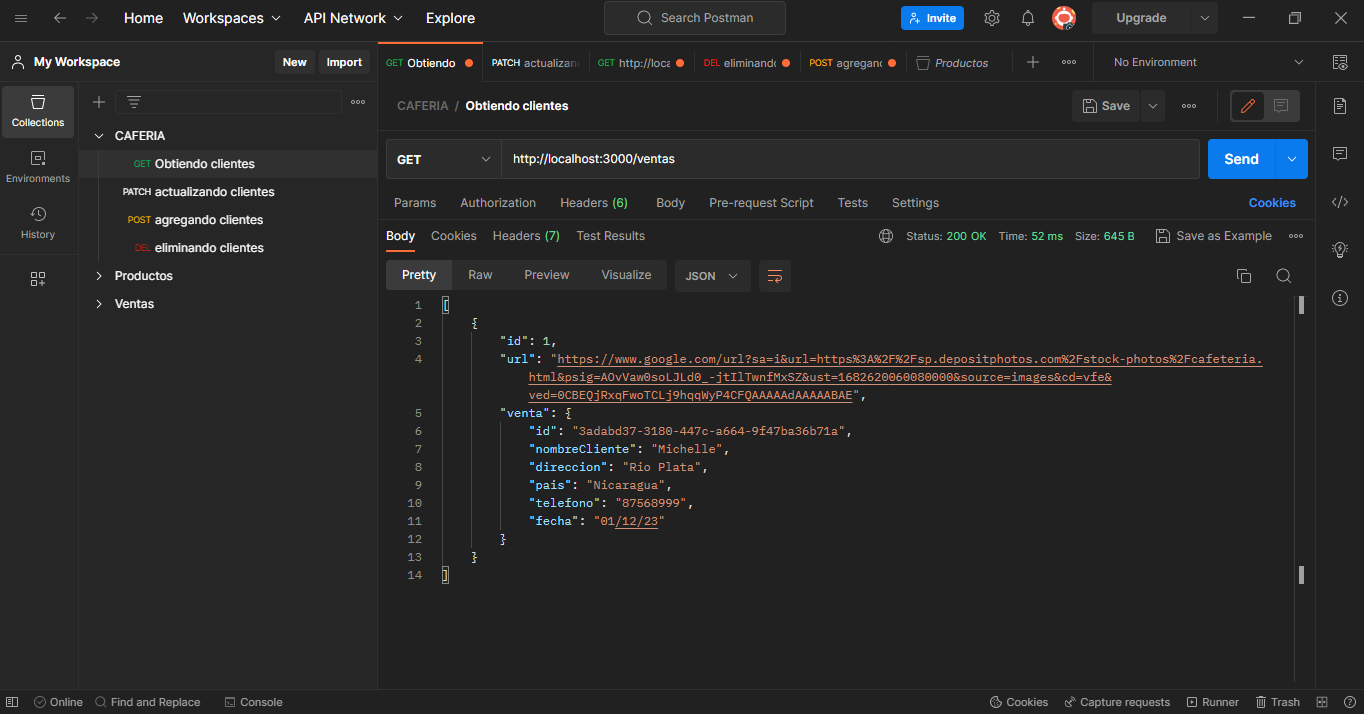 Home Workspaces API Network Explore Search Postman Invite Upgrade
My Workspace New Import GET Obtiendo PATCH actualizan GET http://loca DEL eliminando POST agreganc Productos No Environment
Collections
Environments
History
CAFERIA
GET Obtiendo clientes
PATCH actualizando clientes
POST agregando clientes
DEL eliminando clientes
Productos
Ventas
CAFERIA / Obtiendo clientes Save
GET http://localhost:3000/ventas Send
Params Authorization Headers (6) Body Pre-request Script Tests Settings Cookies
Body Cookies Headers (7) Test Results Status: 200 OK Time: 52 ms Size: 645 B Save as Example
Pretty Raw Preview Visualize JSON
1 [
2 {
3 "id": 1,
4 "url": "https://www.google.com/url?sa=i&url=https%3A%2F%2Fsp.depositphotos.com%2Fstock-photos%2Fcafeteria.
html&psig=AOvVaw0soLJLd0_-jtIlTwnfMxSZ&ust=1682620060080000&source=images&cd=vfe&
ved=0CBEQjRxqFwoTCLj9hqqWyP4CFQAAAAAdAAAAABAE",
5 "venta": {
6 "id": "3adabd37-3180-447c-a664-9f47ba36b71a",
7 "nombreCliente": "Michelle",
8 "direccion": "Rio Plata",
9 "pais": "Nicaragua",
10 "telefono": "87568999",
11 "fecha": "01/12/23"
12 }
13 }
14 ]
Online Find and Replace Console Cookies Capture requests Runner Trash